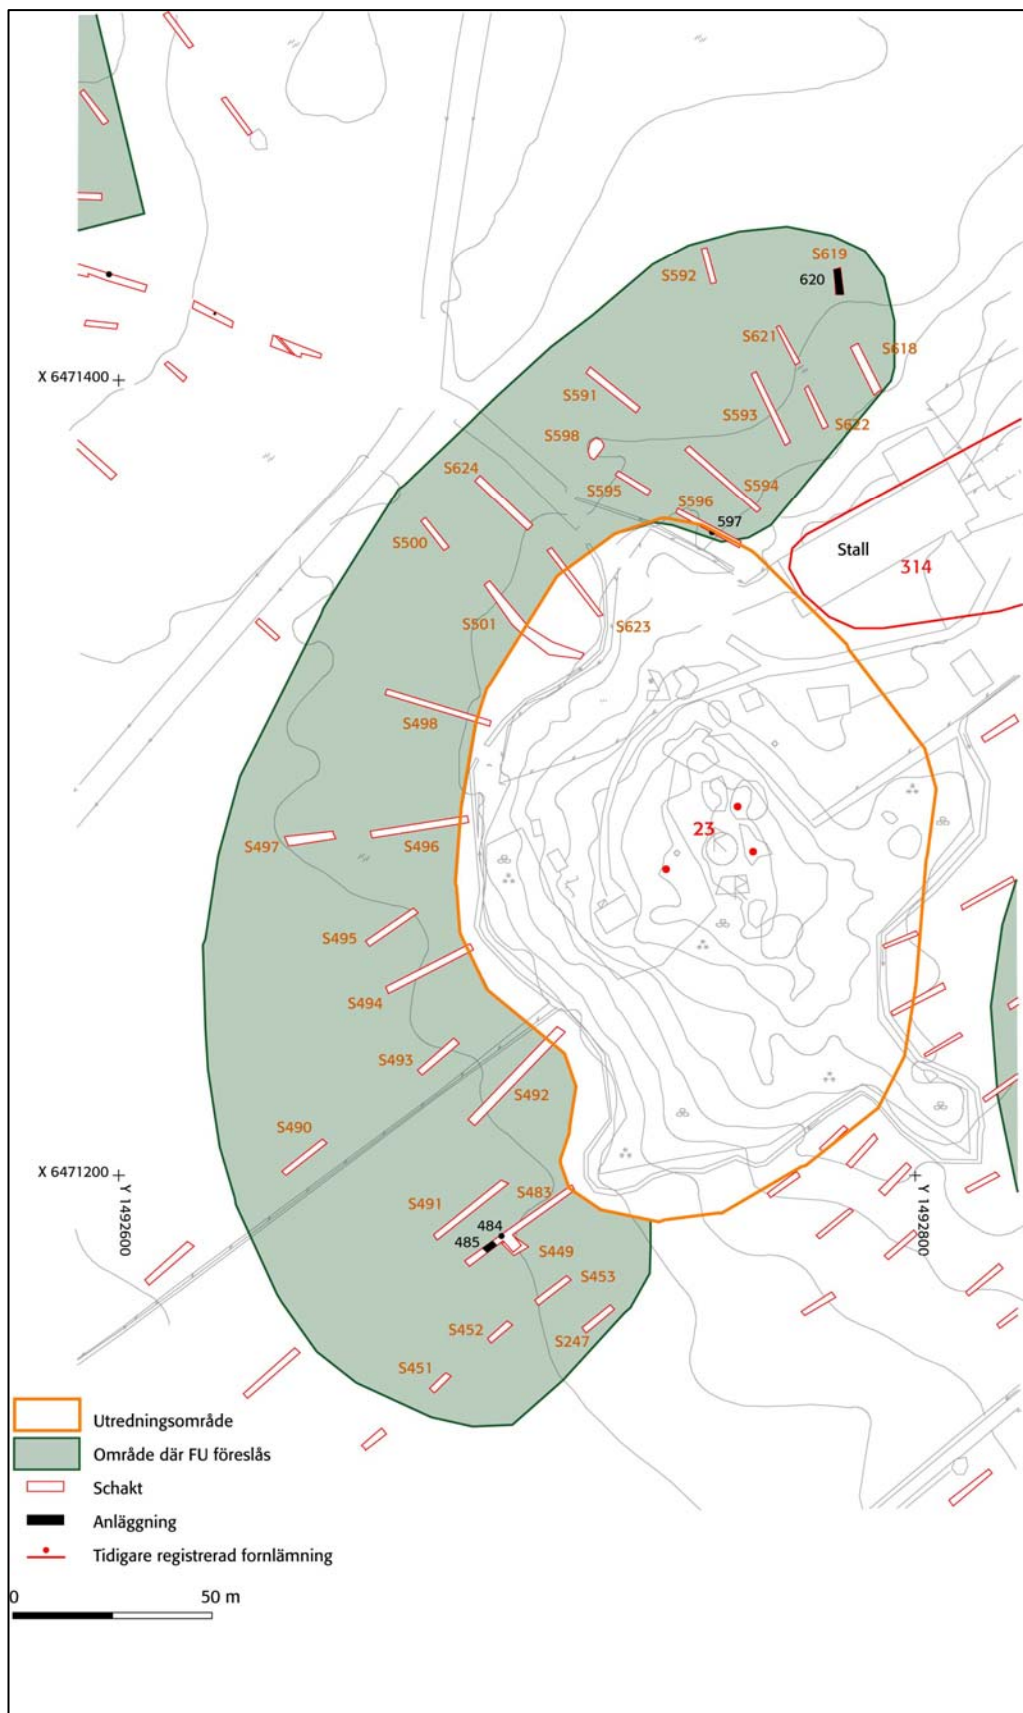 S619
620
S592
S621
S618
X 6471400
S591
S593
S622
S598
S624
S594
S595
S596
597
S500
Stall
314
S501
S623
S498
23
S497
S496
S495
S494
S493
S492
S490
X 6471200
Y 1492600
Y 1492800
S491
S483
484
485
S449
S453
S452
S247
S451
Utredningsområde
Område där FU föreslås
Schakt
Anläggning
Tidigare registrerad fornlämning
0 50 m